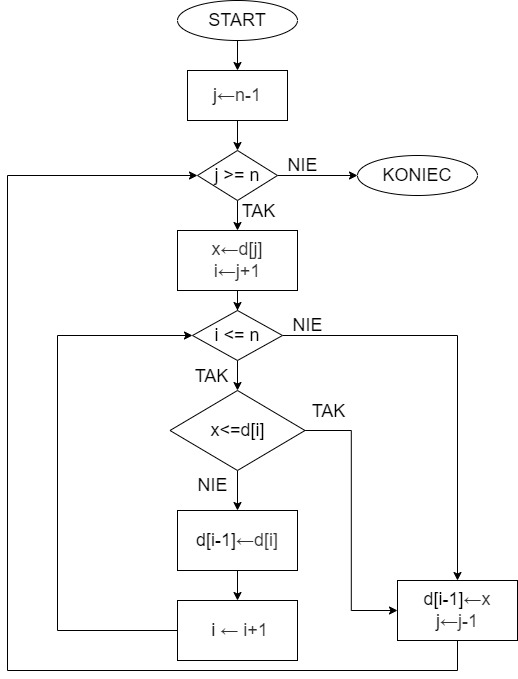 START
j←n-1
j >= n
NIE
KONIEC
TAK
x←d[j]
i←j+1
i <= n
NIE
TAK
x<=d[i]
TAK
NIE
d[i-1]←d[i]
d[i-1]←x
j←j-1
i ← i+1